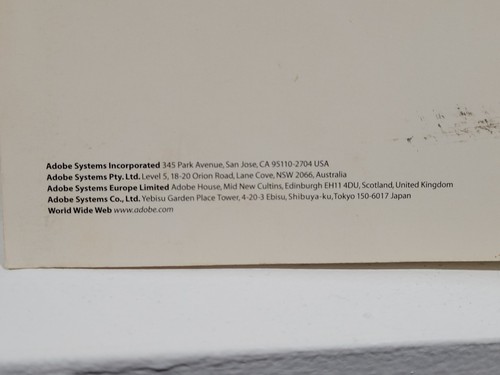 Adobe Systems Incorporated 345 Park Avenue, San Jose, CA 95110-2704 USA
Adobe Systems Pty. Ltd. Level 5, 18-20 Orion Road, Lane Cove, NSW 2066, Australia
Adobe Systems Europe Limited Adobe House, Mid New Cultins, Edinburgh EH11 4DU, Scotland, United Kingdom
Adobe Systems Co., Ltd. Yebisu Garden Place Tower, 4-20-3 Ebisu, Shibuya-ku, Tokyo 150-6017 Japan
World Wide Web www.adobe.com